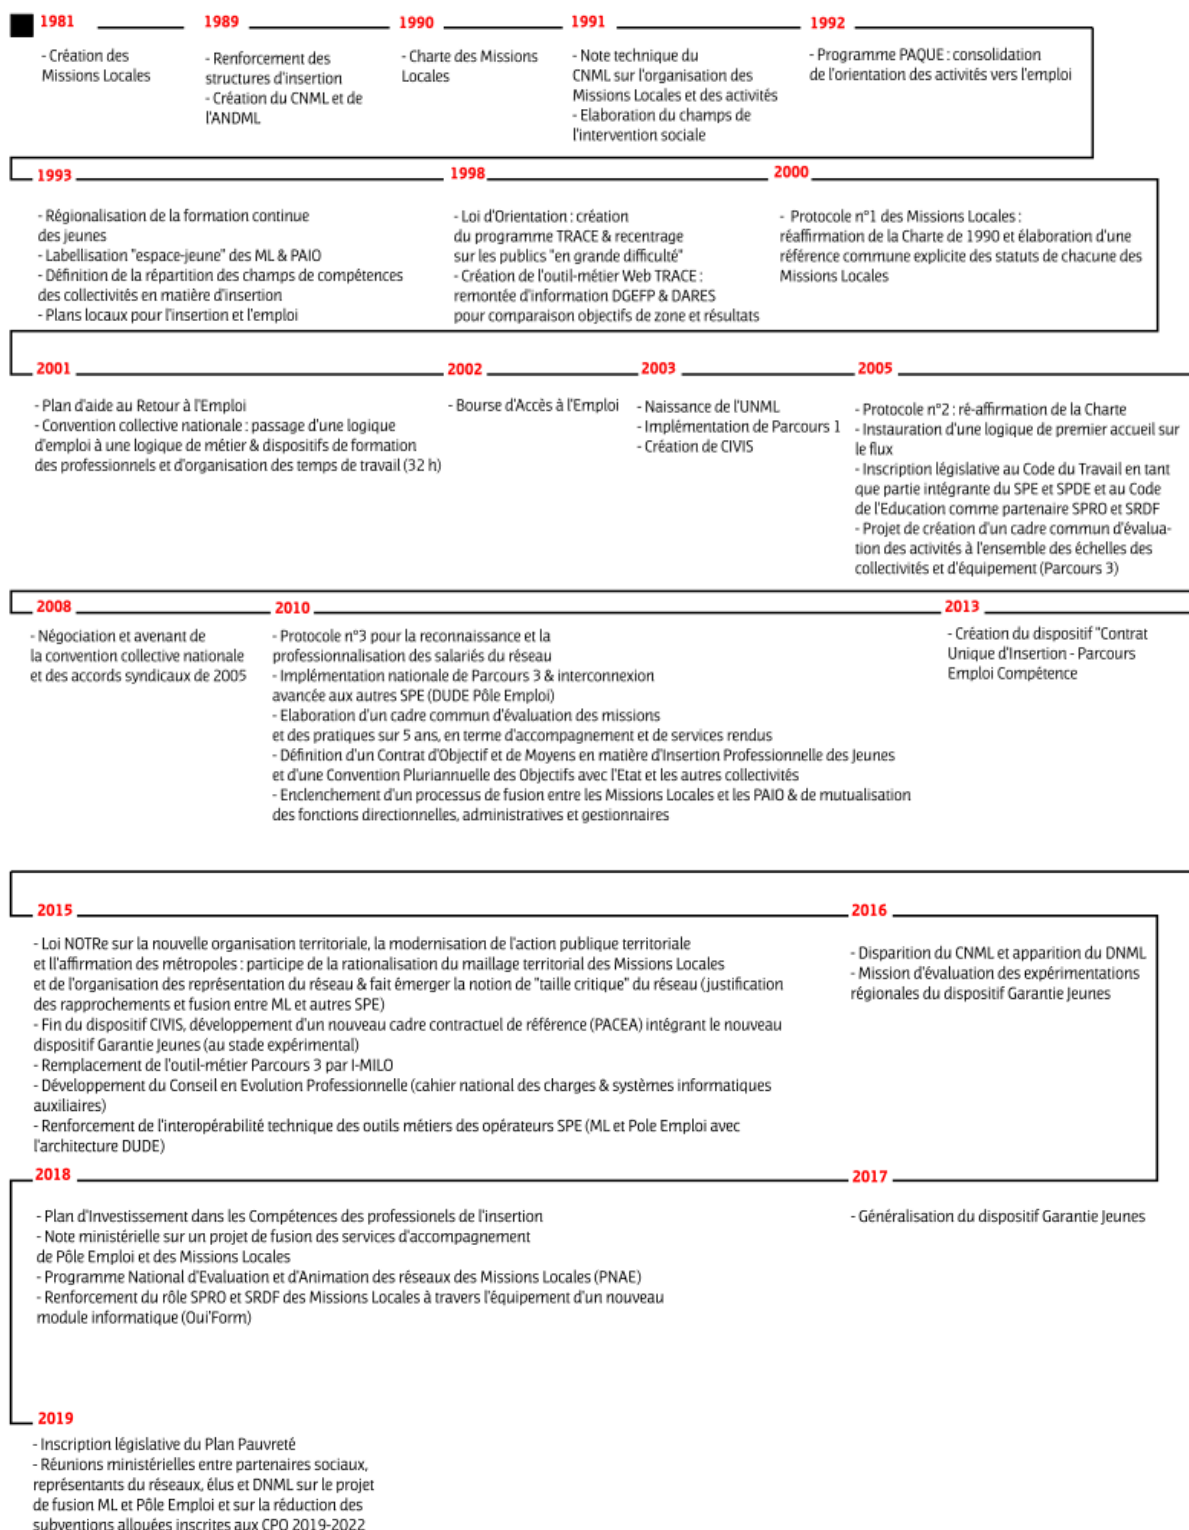 1981
- Création des
Missions Locales
1989
- Renforcement des
structures d'insertion
- Création du CNML et de
l'ANDML
1990
- Charte des Missions
Locales
1991
- Note technique du
CNML sur l'organisation des
Missions Locales et des activités
- Elaboration du champs de
l'intervention sociale
1992
- Programme PAQUE : consolidation
de l'orientation des activités vers l'emploi
1993
- Régionalisation de la formation continue
des jeunes
- Labellisation "espace-jeune" des ML & PAIO
- Définition de la répartition des champs de compétences
des collectivités en matière d'insertion
- Plans locaux pour l'insertion et l'emploi
1998
- Loi d'Orientation : création
du programme TRACE & recentrage
sur les publics "en grande difficulté"
- Création de l'outil-métier Web TRACE :
remontée d'information DGEFP & DARES
pour comparaison objectifs de zone et résultats
2000
- Protocole n°1 des Missions Locales :
réaffirmation de la Charte de 1990 et élaboration d'une
référence commune explicite des statuts de chacune des
Missions Locales
2001
- Plan d'aide au Retour à l'Emploi
- Convention collective nationale : passage d'une logique
d'emploi à une logique de métier & dispositifs de formation
des professionnels et d'organisation des temps de travail (32 h)
2002
- Bourse d'Accès à l'Emploi
2003
- Naissance de l'UNML
- Implémentation de Parcours 1
- Création de CIVIS
2005
- Protocole n°2 : ré-affirmation de la Charte
- Instauration d'une logique de premier accueil sur
le flux
- Inscription législative au Code du Travail en tant
que partie intégrante du SPE et SPDE et au Code
de l'Education comme partenaire SPRO et SRDF
- Projet de création d'un cadre commun d'évalua-
tion des activités à l'ensemble des échelles des
collectivités et d'équipement (Parcours 3)
2008
- Négociation et avenant de
la convention collective nationale
et des accords syndicaux de 2005
2010
- Protocole n°3 pour la reconnaissance et la
professionnalisation des salariés du réseau
- Implémentation nationale de Parcours 3 & interconnexion
avancée aux autres SPE (DUDE Pôle Emploi)
- Elaboration d'un cadre commun d'évaluation des missions
et des pratiques sur 5 ans, en terme d'accompagnement et de services rendus
- Définition d'un Contrat d'Objectif et de Moyens en matière d'Insertion Professionnelle des Jeunes
et d'une Convention Pluriannuelle des Objectifs avec l'Etat et les autres collectivités
- Enclenchement d'un processus de fusion entre les Missions Locales et les PAIO & de mutualisation
des fonctions directionnelles, administratives et gestionnaires
2013
- Création du dispositif "Contrat
Unique d'Insertion - Parcours
Emploi Compétence
2015
- Loi NOTRe sur la nouvelle organisation territoriale, la modernisation de l'action publique territoriale
et ll'affirmation des métropoles : participe de la rationalisation du maillage territorial des Missions Locales
et de l'organisation des représentation du réseau & fait émerger la notion de "taille critique" du réseau (justification
des rapprochements et fusion entre ML et autres SPE)
- Fin du dispositif CIVIS, développement d'un nouveau cadre contractuel de référence (PACEA) intégrant le nouveau
dispositif Garantie Jeunes (au stade expérimental)
- Remplacement de l'outil-métier Parcours 3 par I-MILO
- Développement du Conseil en Evolution Professionnelle (cahier national des charges & systèmes informatiques
auxiliaires)
- Renforcement de l'interopérabilité technique des outils métiers des opérateurs SPE (ML et Pole Emploi avec
l'architecture DUDE)
2016
- Disparition du CNML et apparition du DNML
- Mission d'évaluation des expérimentations
régionales du dispositif Garantie Jeunes
2018
- Plan d'Investissement dans les Compétences des professionels de l'insertion
- Note ministérielle sur un projet de fusion des services d'accompagnement
de Pôle Emploi et des Missions Locales
- Programme National d'Evaluation et d'Animation des réseaux des Missions Locales (PNAE)
- Renforcement du rôle SPRO et SRDF des Missions Locales à travers l'équipement d'un nouveau
module informatique (Oui'Form)
2017
- Généralisation du dispositif Garantie Jeunes
2019
- Inscription législative du Plan Pauvreté
- Réunions ministérielles entre partenaires sociaux,
représentants du réseaux, élus et DNML sur le projet
de fusion ML et Pôle Emploi et sur la réduction des
subventions allouées inscrites aux CPO 2019-2022